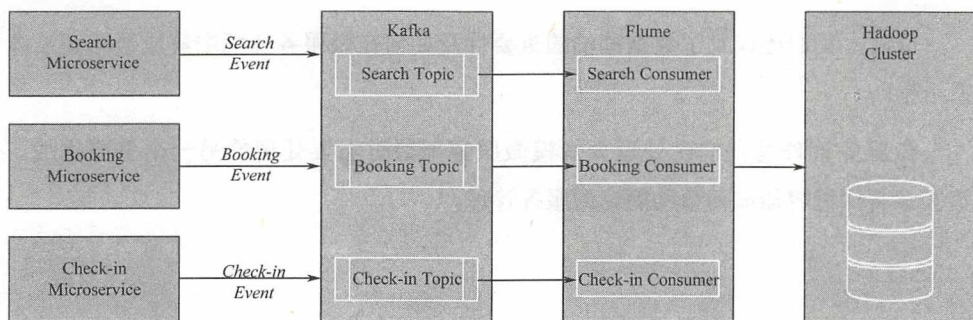 Search
Microservice
Search
Event
Kafka
Search Topic
Flume
Search Consumer
Hadoop
Cluster
Booking
Microservice
Booking
Event
Booking Topic
Booking Consumer
Check-in
Microservice
Check-in
Event
Check-in Topic
Check-in Consumer